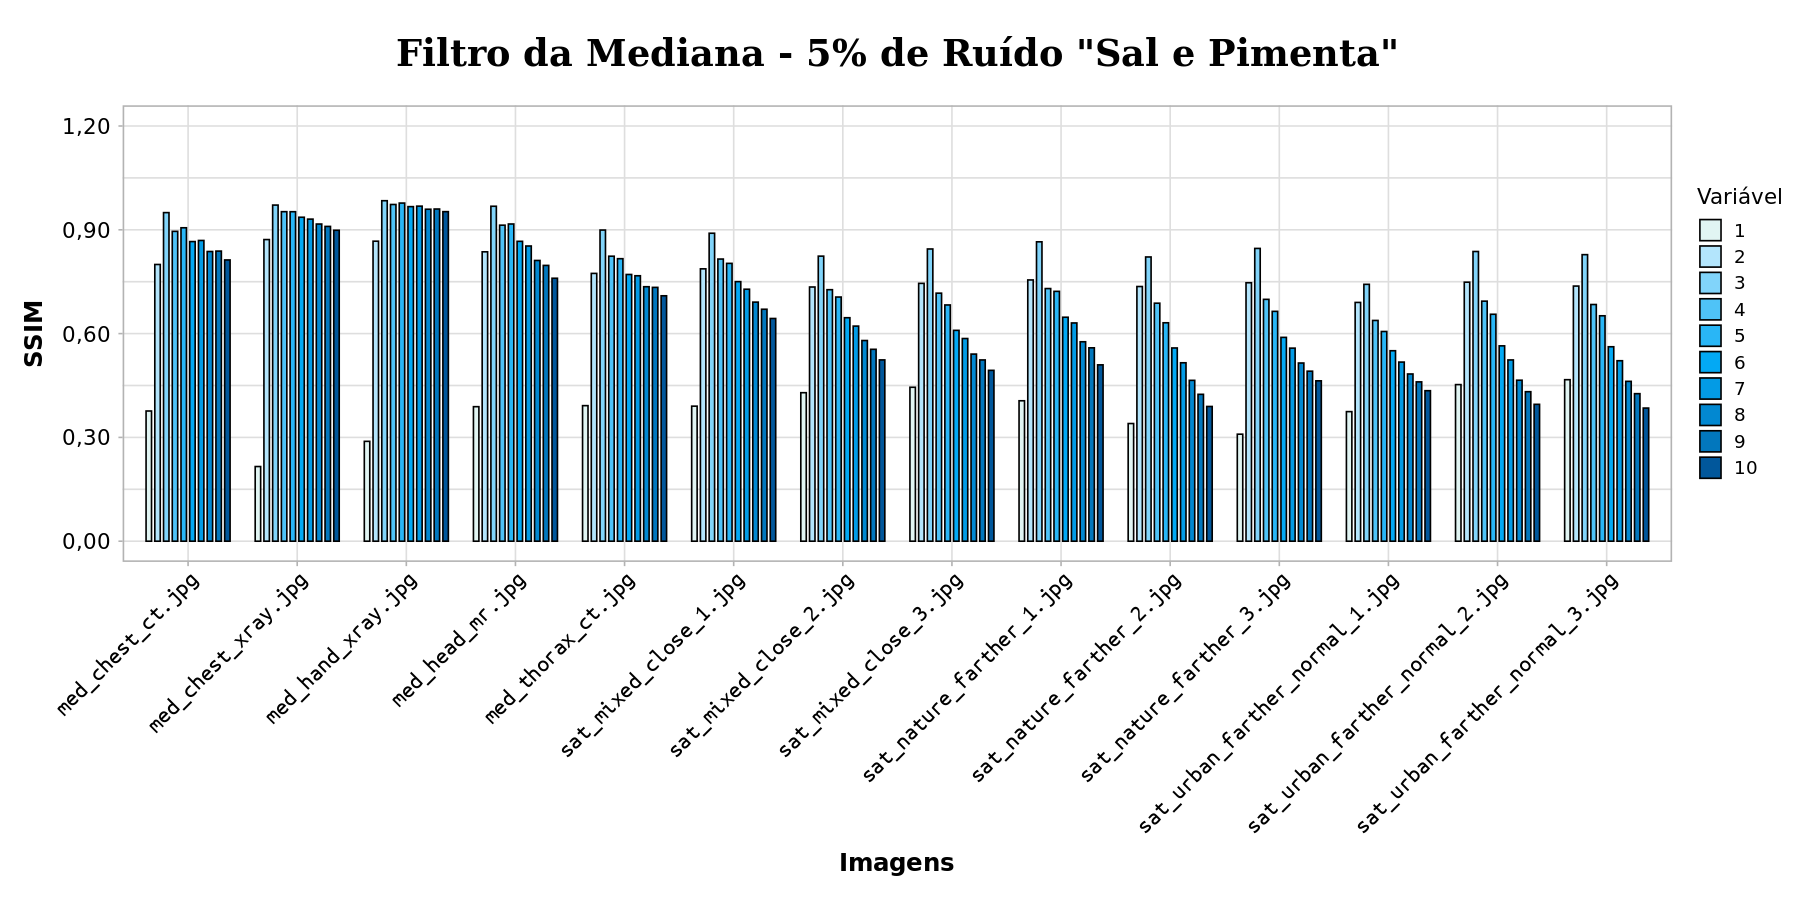 Filtro da Mediana - 5% de Ruído "Sal e Pimenta"
1,20
0,90
0,60
0,30
0,00
SSIM
Variável
1
2
3
4
5
6
7
8
9
10
med_chest_ct.jpg
med_chest_xray.jpg
med_hand_xray.jpg
med_head_mr.jpg
med_thorax_ct.jpg
sat_mixed_close_1.jpg
sat_mixed_close_2.jpg
sat_mixed_close_3.jpg
sat_nature_farther_1.jpg
sat_nature_farther_2.jpg
sat_nature_farther_3.jpg
sat_urban_farther_normal_1.jpg
sat_urban_farther_normal_2.jpg
sat_urban_farther_normal_3.jpg
Imagens